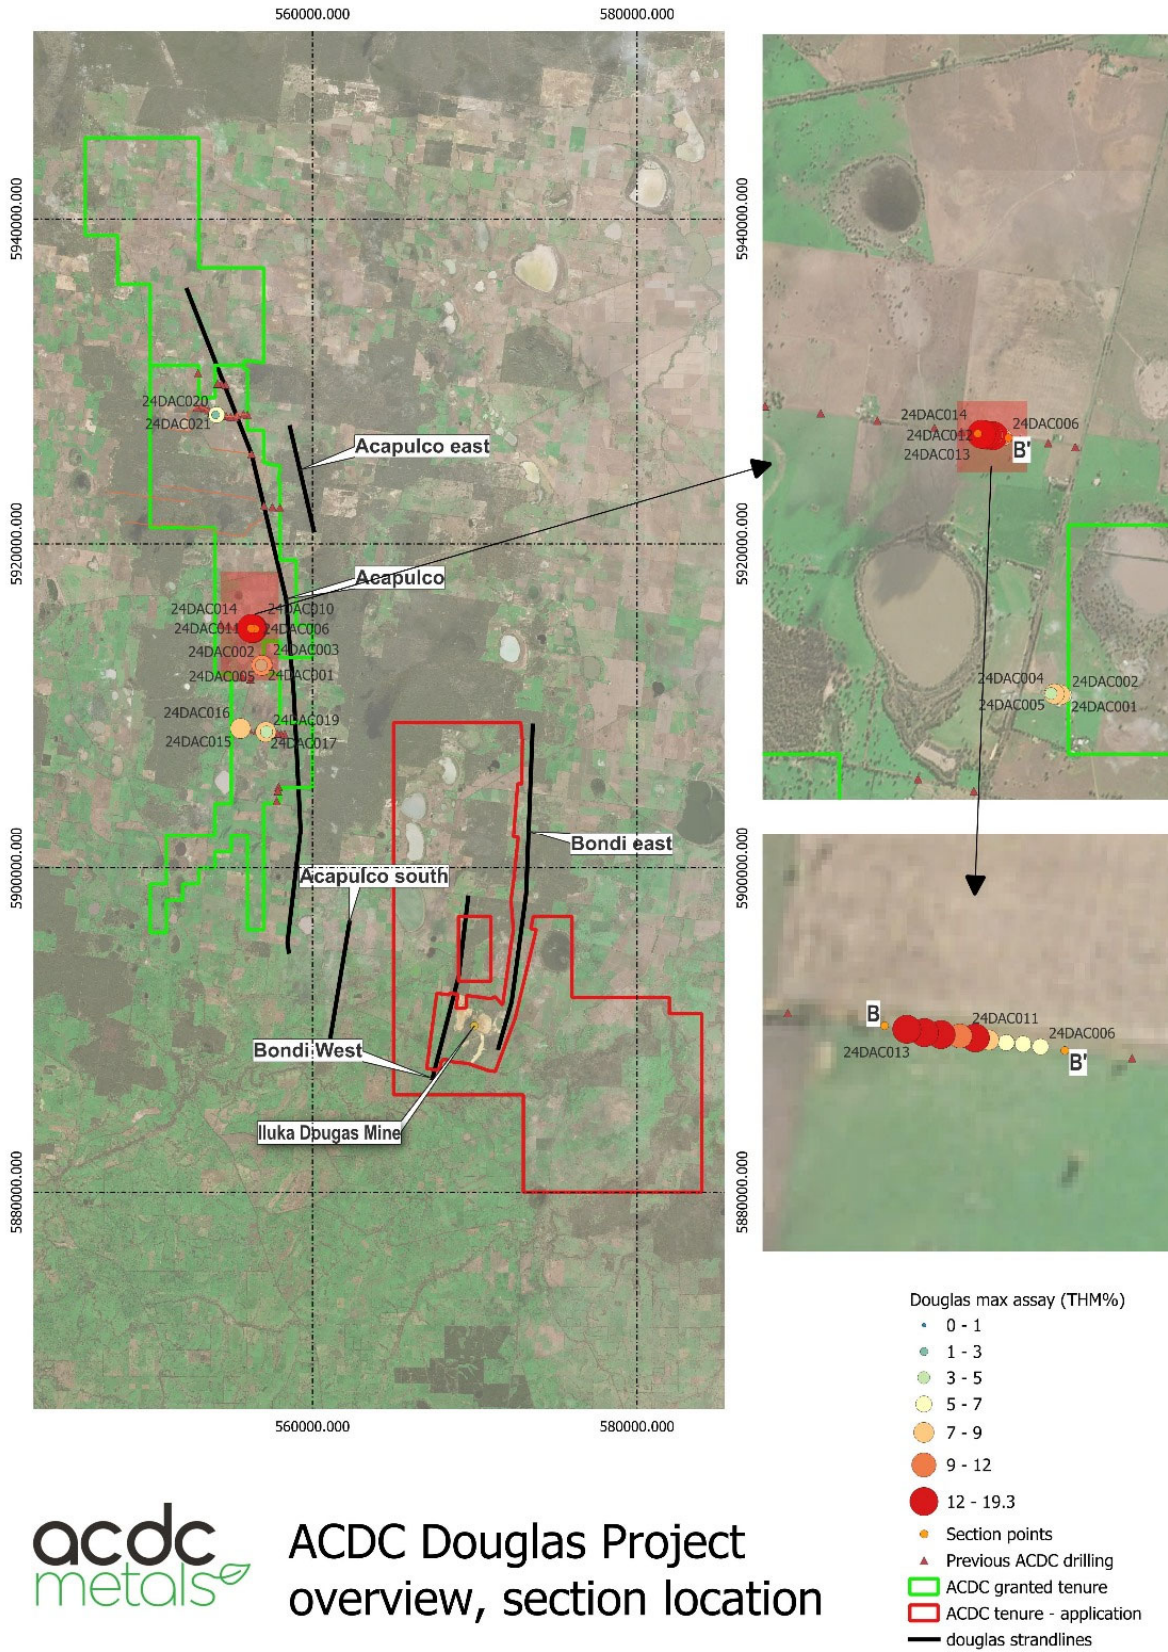 560000.000
580000.000
5940000.000
5940000.000
24DAC020
24DAC021
Acapulco east
24DAC014
24DAC006
24DAC012
24DAC013
B'
5920000.000
5920000.000
Acapulco
24DAC014
24DAC010
24DAC011
24DAC006
24DAC002
24DAC003
24DAC005
24DAC001
24DAC004
24DAC002
24DAC005
24DAC001
24DAC016
24DAC019
24DAC015
24DAC017
Bondi east
5900000.000
5900000.000
Acapulco south
B
24DAC011
24DAC006
24DAC013
B'
Bondi West
Iluka Dougas Mine
5880000.000
5880000.000
560000.000
580000.000
Douglas max assay (THM%)
0 - 1
1 - 3
3 - 5
5 - 7
7 - 9
9 - 12
12 - 19.3
Section points
Previous ACDC drilling
ACDC granted tenure
ACDC tenure - application
douglas strandlines
acdc
metals
ACDC Douglas Project
overview, section location